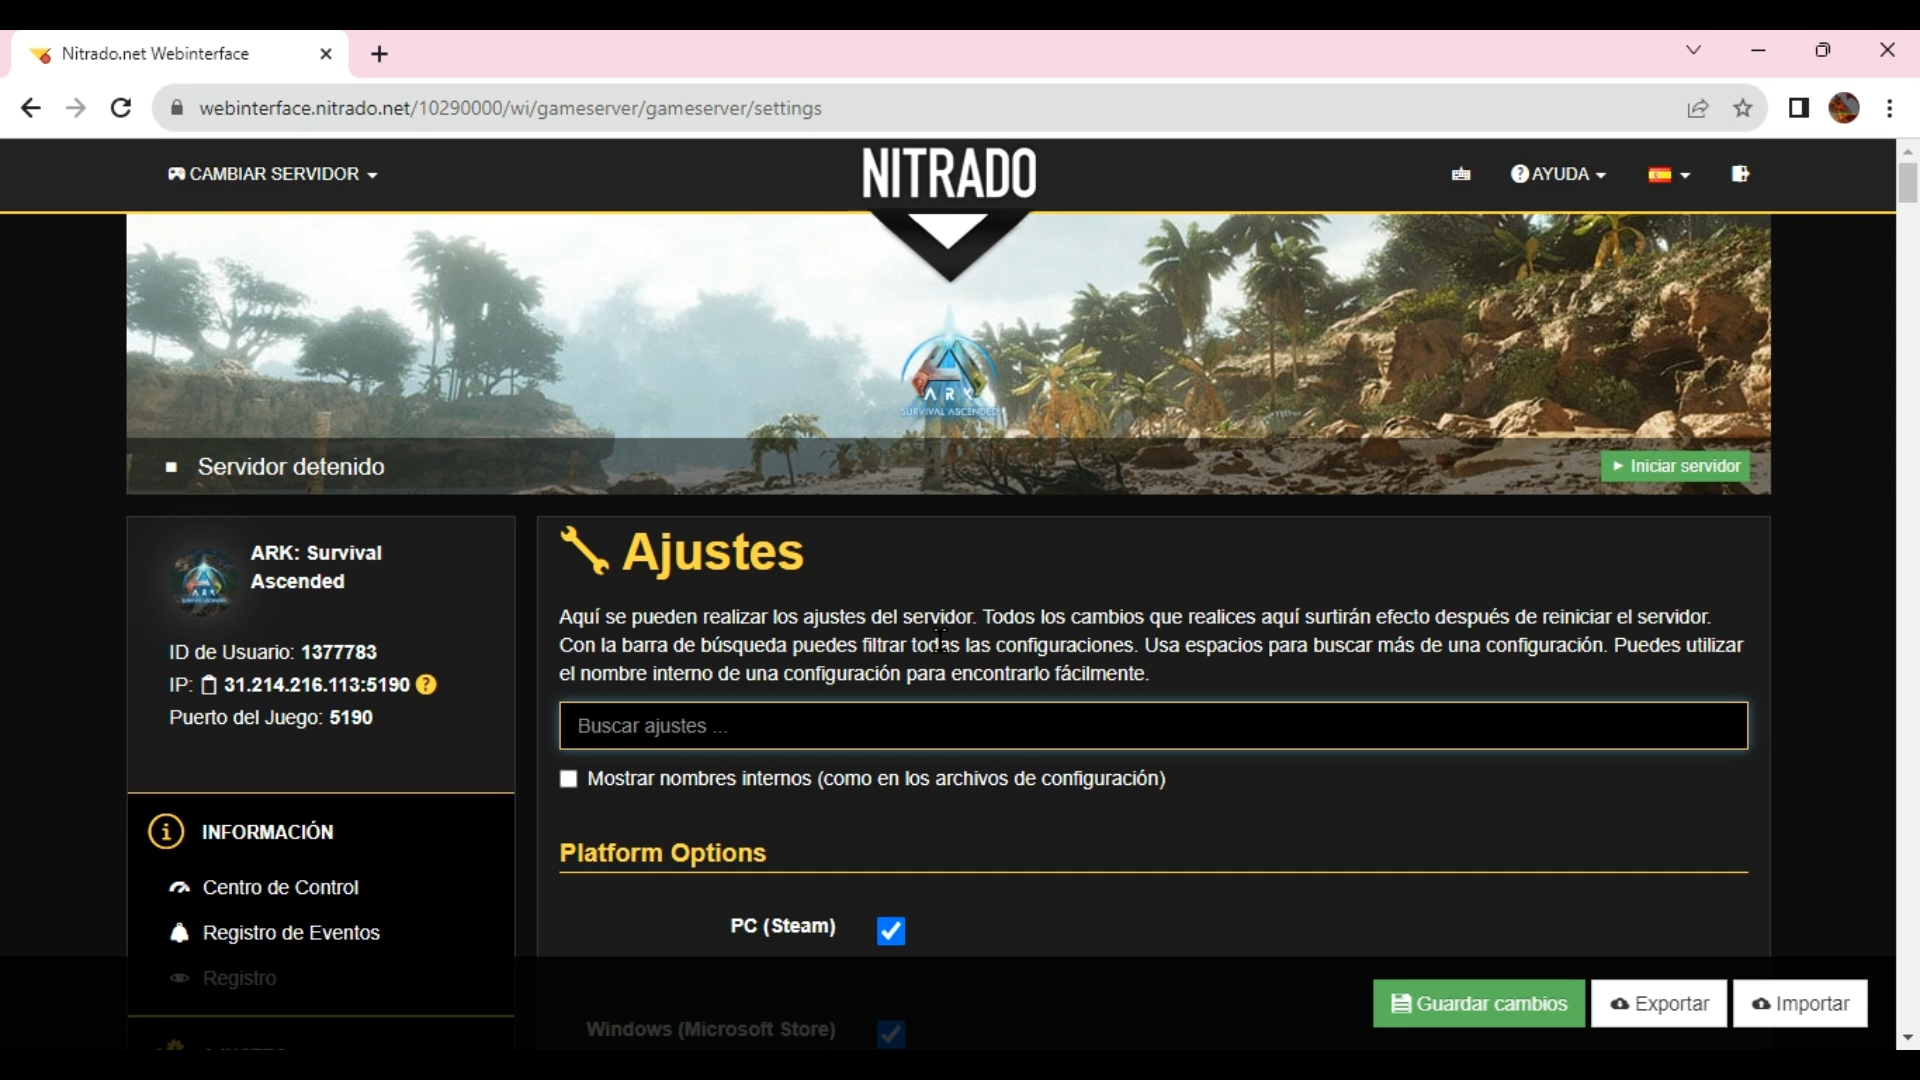 Nitrado.net Webinterface
webinterface.nitrado.net/10290000/wi/gameserver/gameserver/settings
CAMBIAR SERVIDOR
NITRADO
AYUDA
ARK
SURVIVAL ASCENDED
Servidor detenido
Iniciar servidor
ARK: Survival
Ascended
ID de Usuario: 1377783
IP: 31.214.216.113:5190
Puerto del Juego: 5190
INFORMACIÓN
Centro de Control
Registro de Eventos
Registro
Ajustes
Aquí se pueden realizar los ajustes del servidor. Todos los cambios que realices aquí surtirán efecto después de reiniciar el servidor.
Con la barra de búsqueda puedes filtrar todas las configuraciones. Usa espacios para buscar más de una configuración. Puedes utilizar
el nombre interno de una configuración para encontrarlo fácilmente.
Buscar ajustes ...
Mostrar nombres internos (como en los archivos de configuración)
Platform Options
PC (Steam)
Windows (Microsoft Store)
Guardar cambios
Exportar
Importar